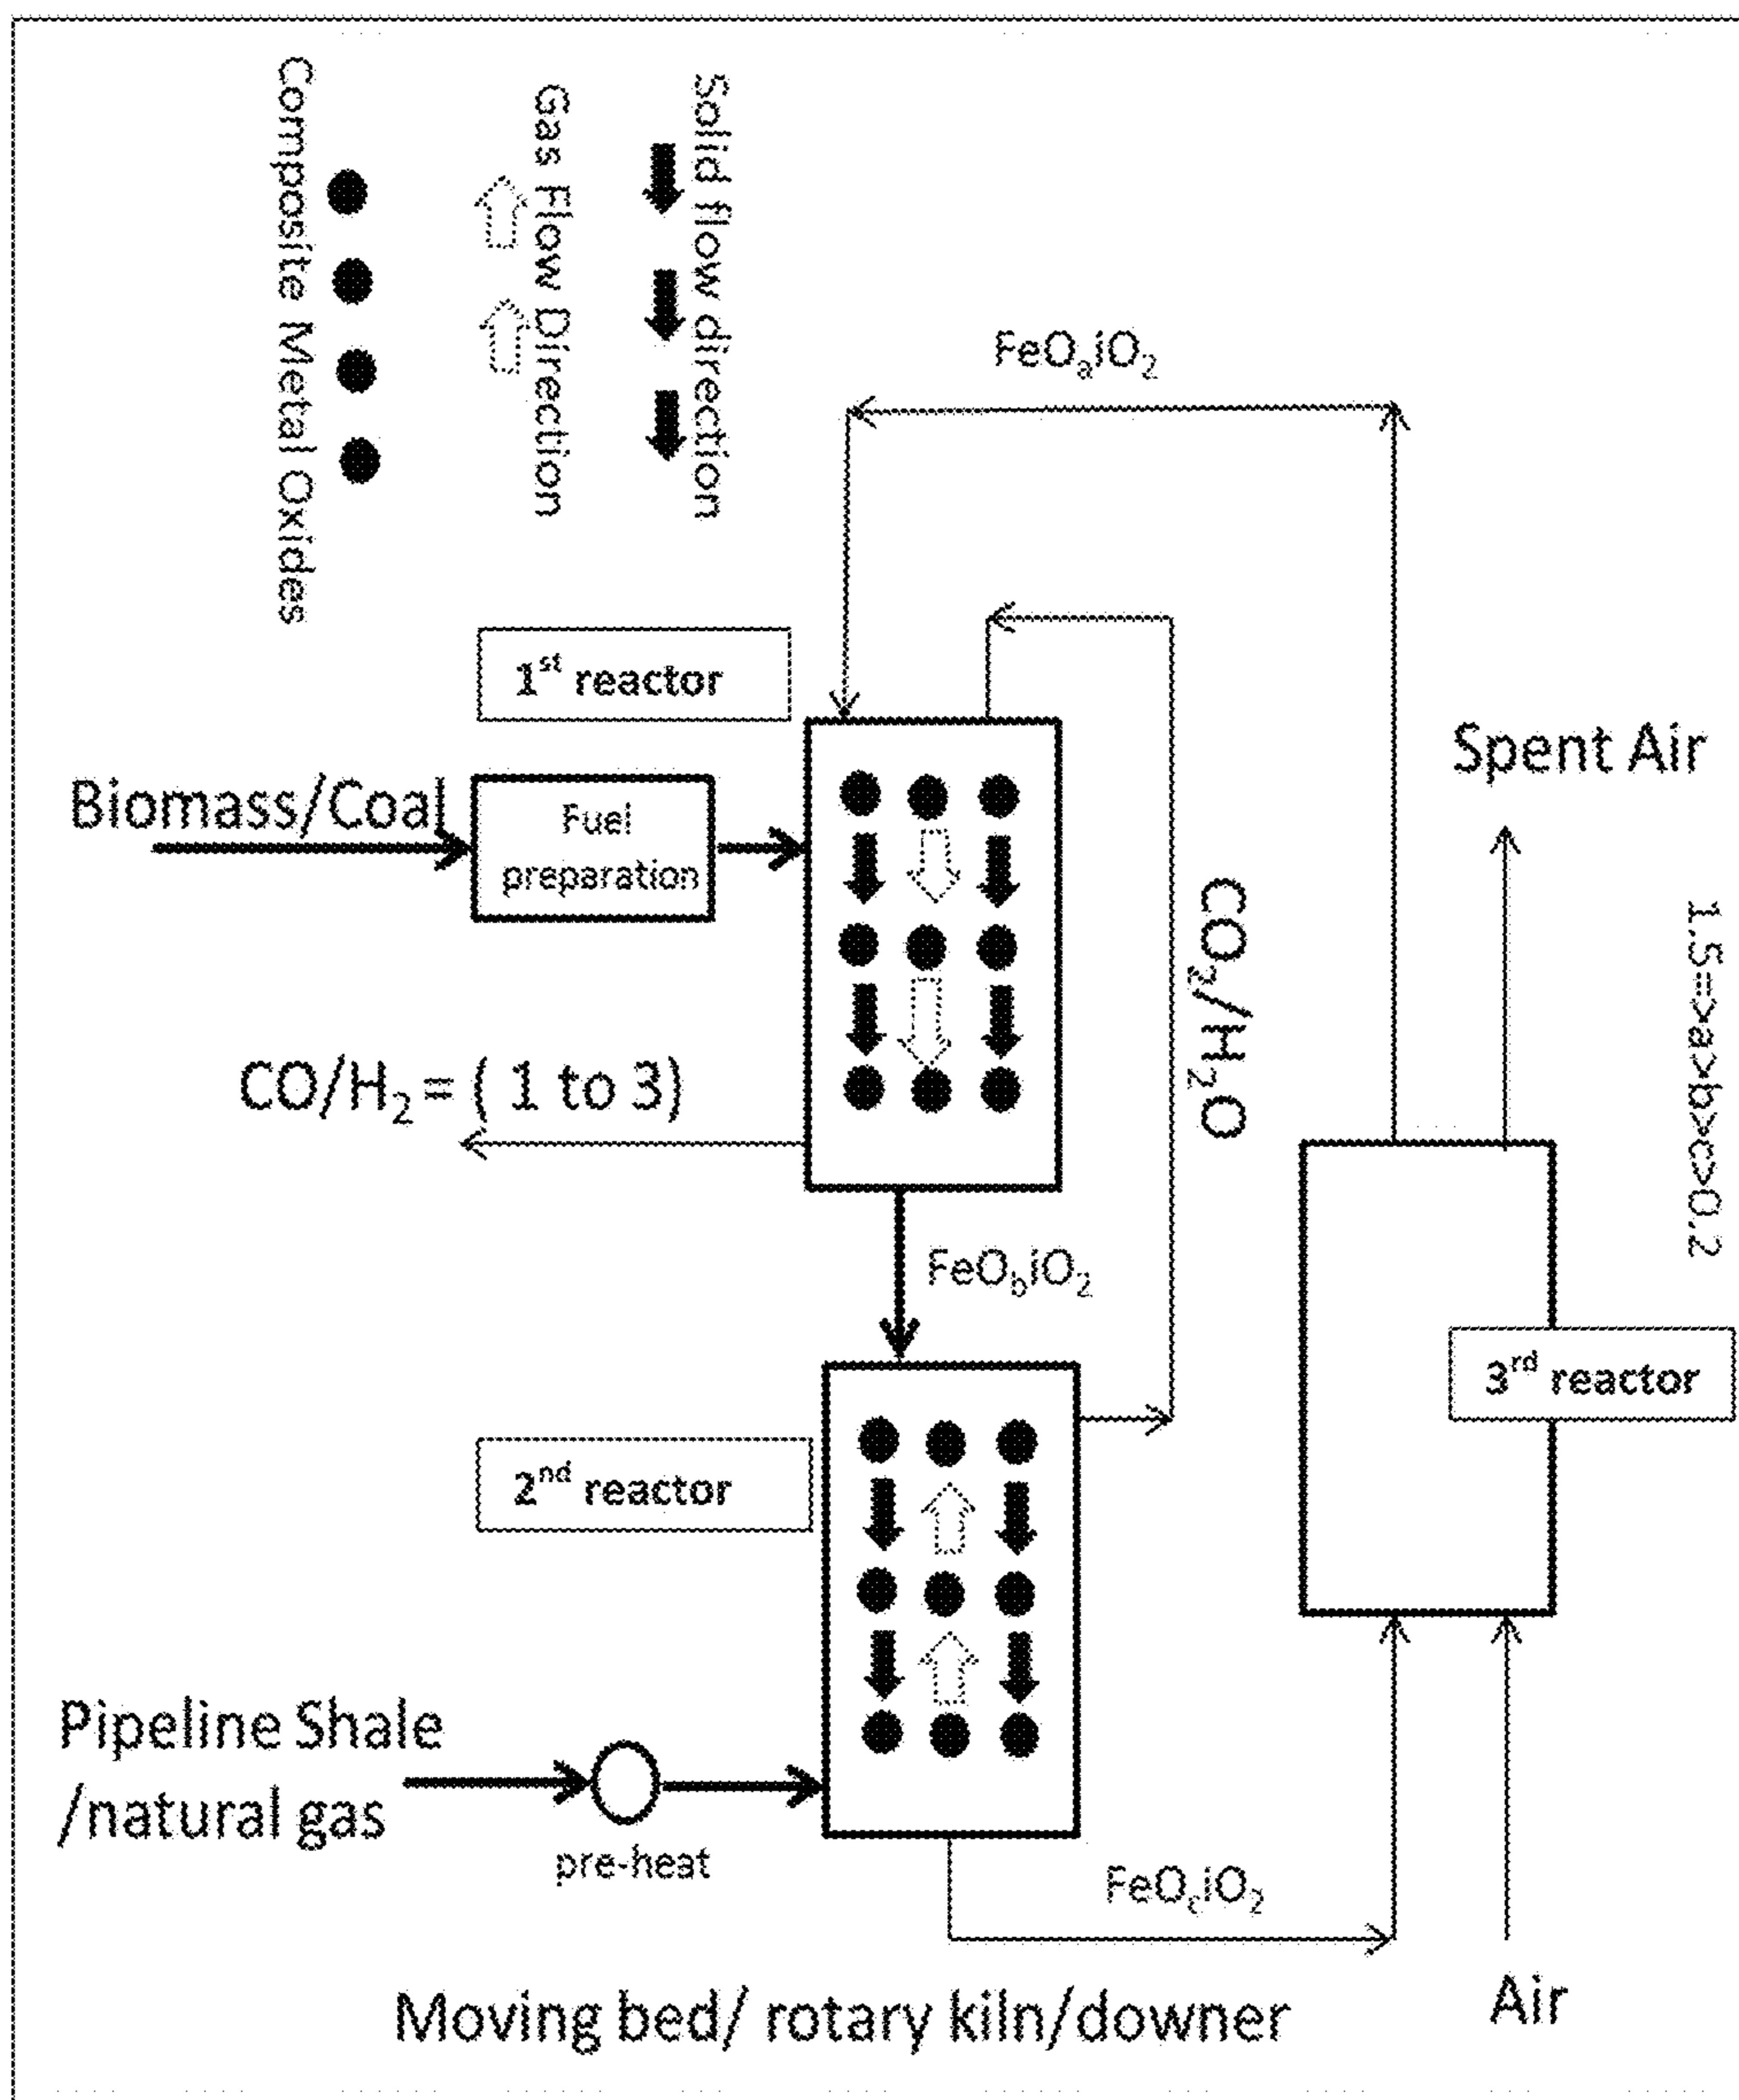 Composite Metal Oxides
Gas Flow Direction
Solid flow direction
FeOₐiO₂
1ˢᵗ reactor
Spent Air
Biomass/Coal
Fuel
preparation
CO₂/H₂O
1.5=>a>b>c>0.2
CO/H₂ = ( 1 to 3)
FeO_biO₂
3ʳᵈ reactor
2ⁿᵈ reactor
Pipeline Shale
/natural gas
pre-heat
FeO_ciO₂
Air
Moving bed/ rotary kiln/downer